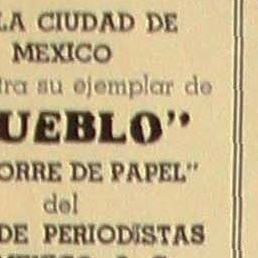 LA CIUDAD DE
MEXICO
su ejemplar de
UEBLO"
ORRE DE PAPEL"
del
DE PERIODISTAS